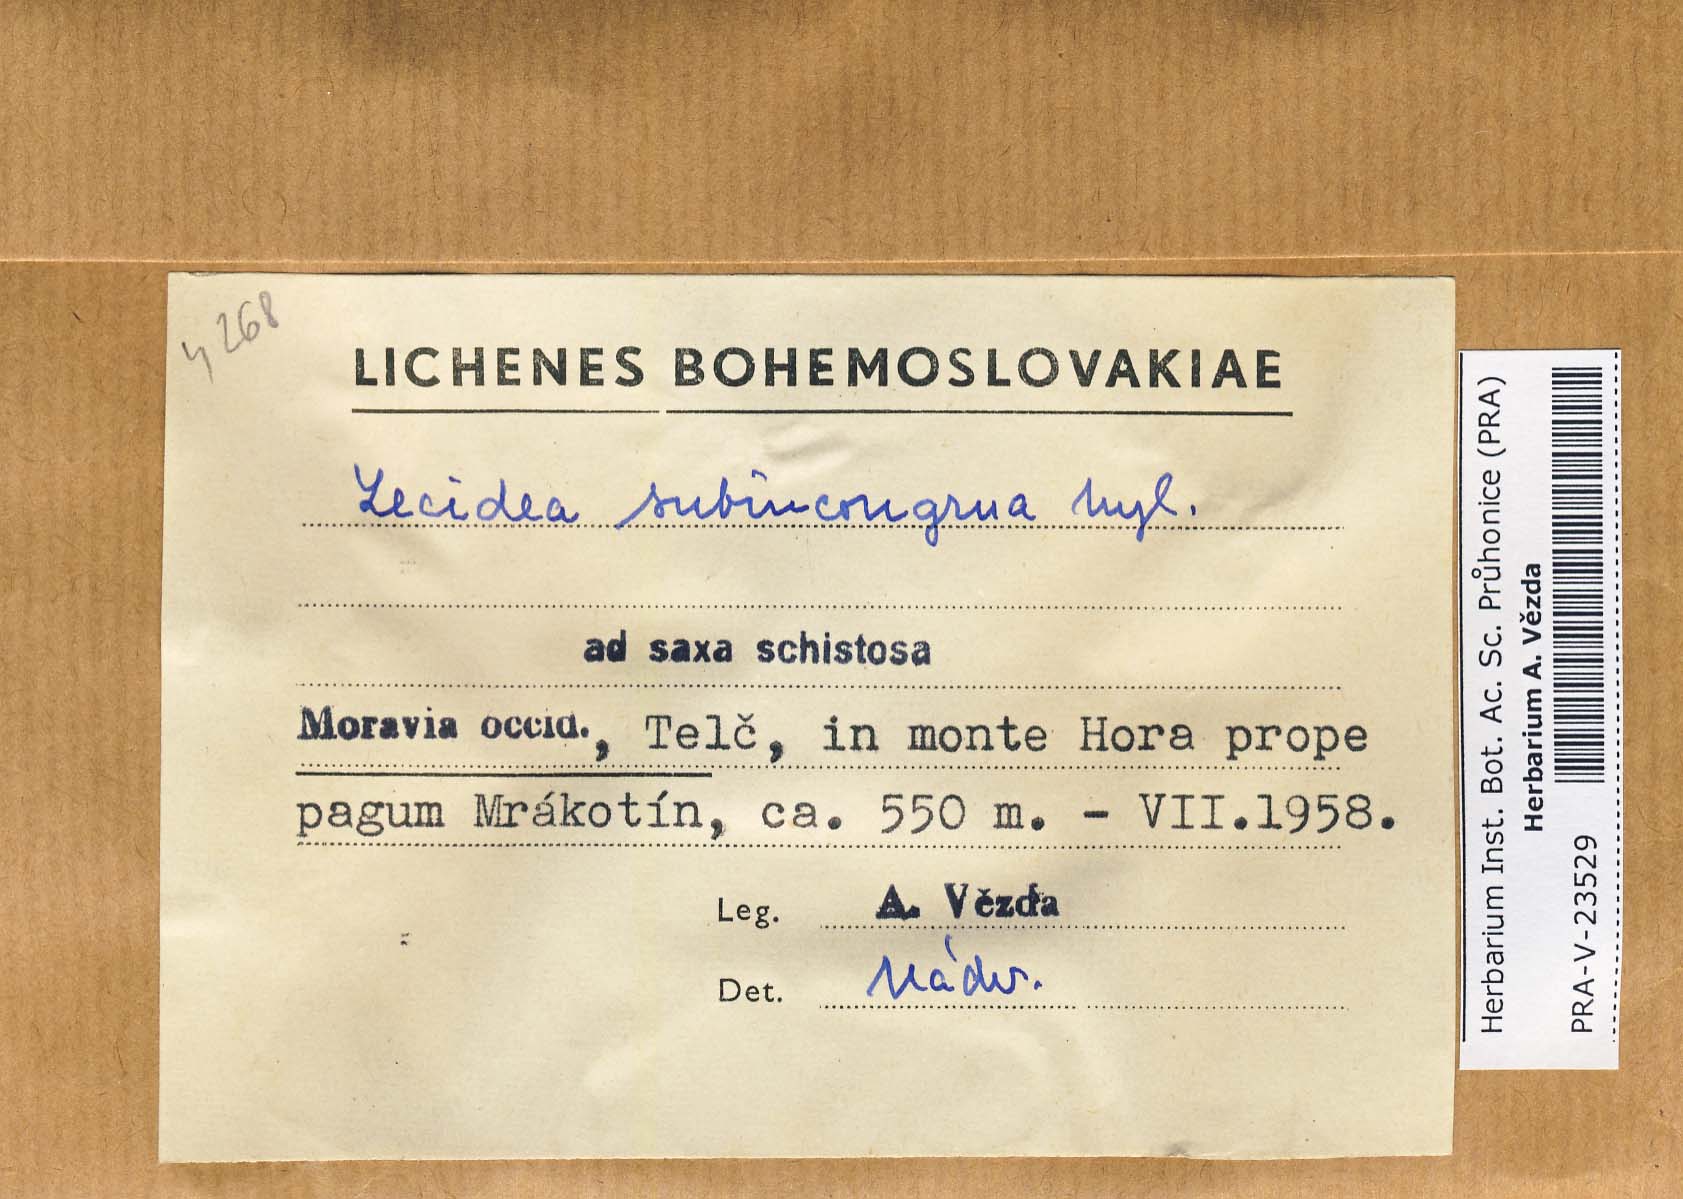 4268
LICHENES BOHEMOSLOVAKIAE
Lecidea subincongrua Nyl.
ad saxa schistosa
Moravia occid., Telč, in monte Hora prope
pagum Mrákotín, ca. 550 m. - VII.1958.
Leg. A. Vězda
Det. Nádv.
Herbarium Inst. Bot. Ac. Sc. Průhonice (PRA)
Herbarium A. Vězda
PRA-V-23529